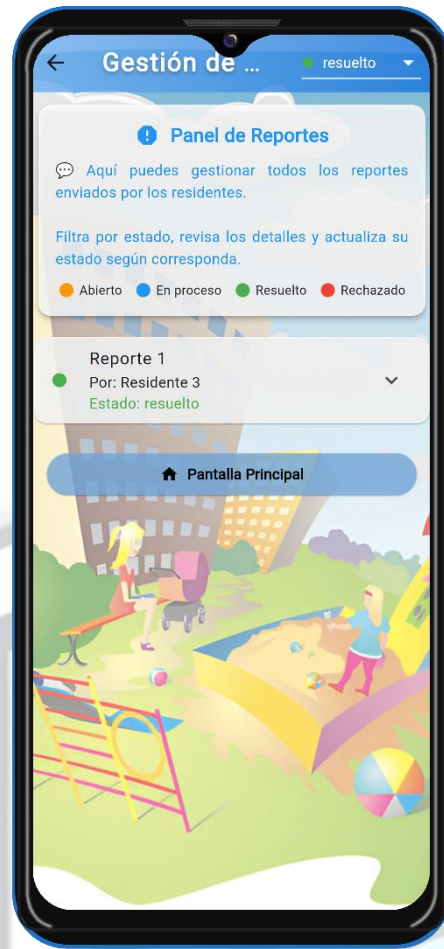 Gestión de ...
resuelto
Panel de Reportes
💬 Aquí puedes gestionar todos los reportes
enviados por los residentes.
Filtra por estado, revisa los detalles y actualiza su
estado según corresponda.
Abierto En proceso Resuelto Rechazado
Reporte 1
Por: Residente 3
Estado: resuelto
Pantalla Principal